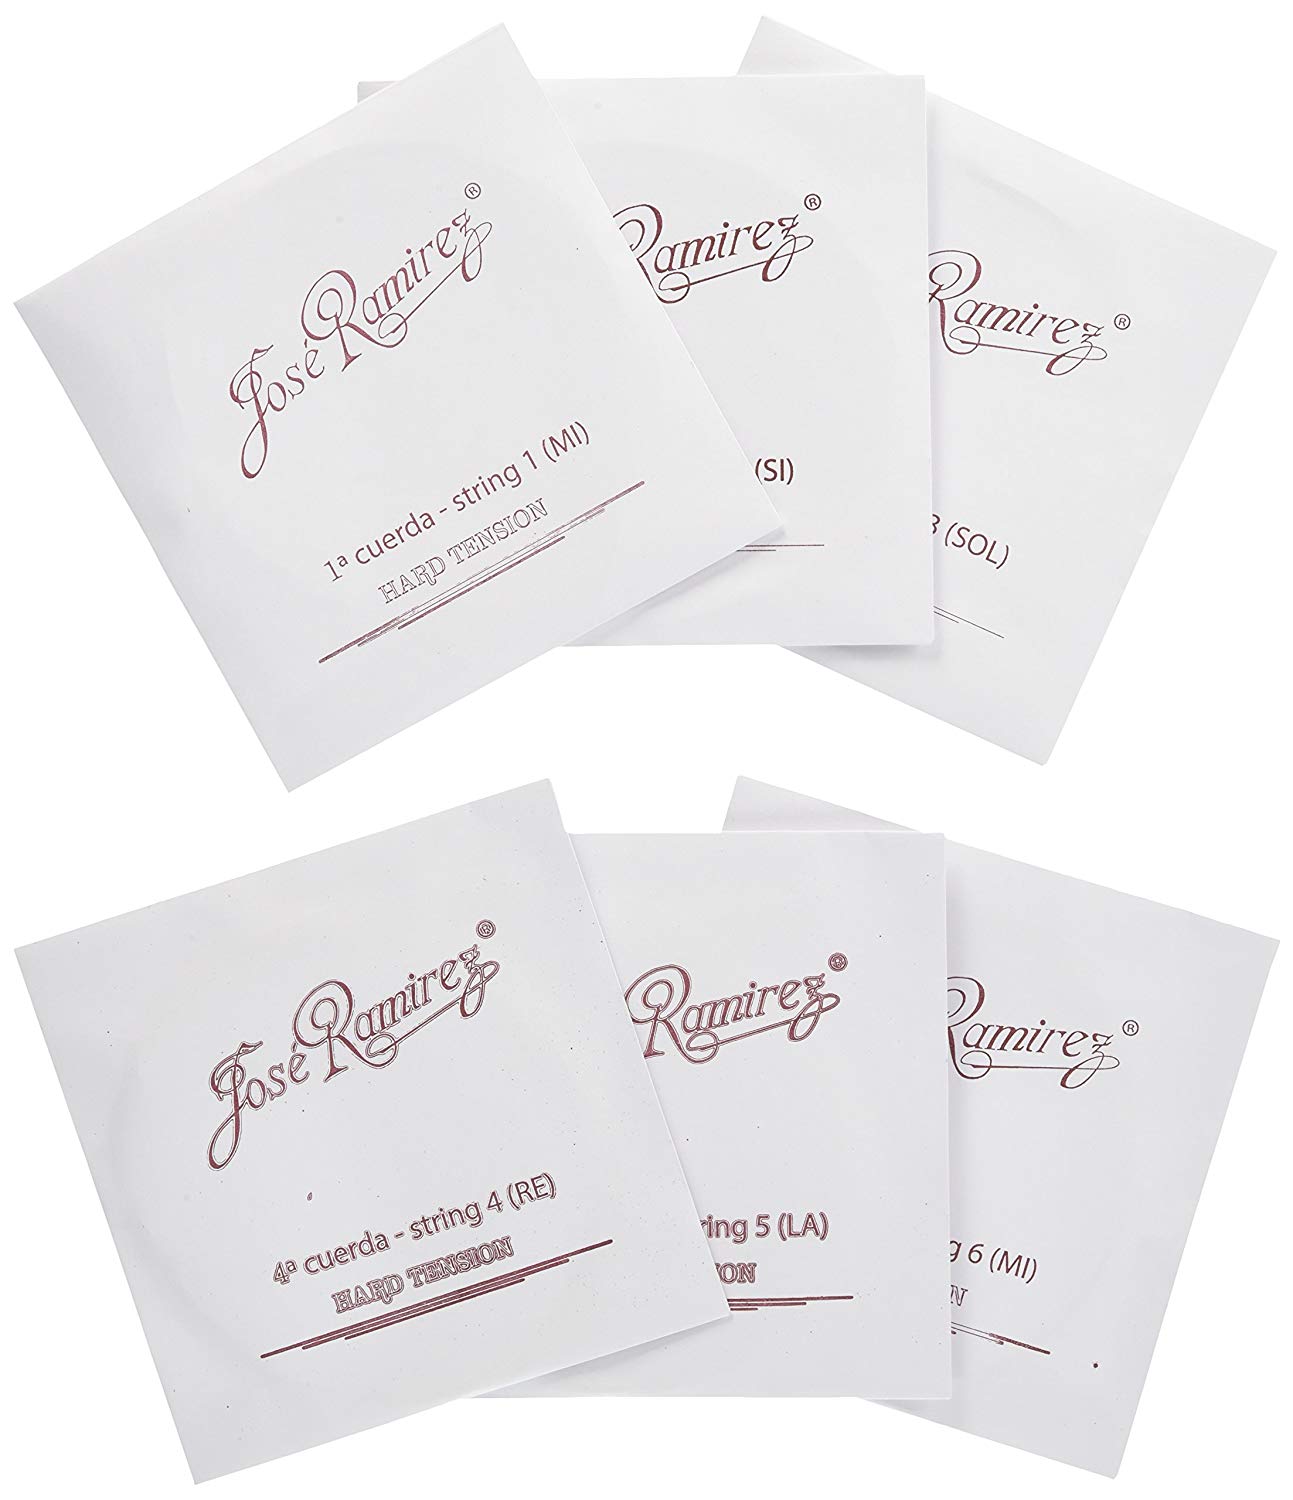 José Ramirez®
1ª cuerda - string 1 (MI)
HARD TENSION
Ramirez®
(SI)
Ramirez®
3 (SOL)
José Ramirez®
4ª cuerda - string 4 (RE)
HARD TENSION
Ramirez®
ring 5 (LA)
ION
Ramirez®
g 6 (MI)
N